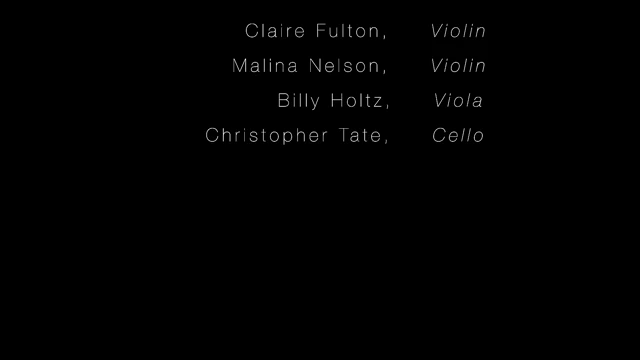 Claire Fulton, Violin
Malina Nelson, Violin
Billy Holtz, Viola
Christopher Tate, Cello